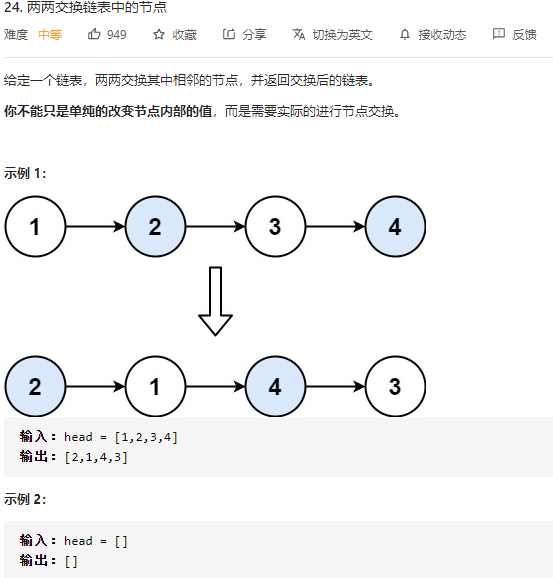 24. 两两交换链表中的节点
难度 中等 949 收藏 分享 切换为英文 接收动态 反馈
给定一个链表，两两交换其中相邻的节点，并返回交换后的链表。
你不能只是单纯的改变节点内部的值，而是需要实际的进行节点交换。
示例 1：
1 2 3 4
2 1 4 3
输入：head = [1,2,3,4]
输出：[2,1,4,3]
示例 2：
输入：head = []
输出：[]